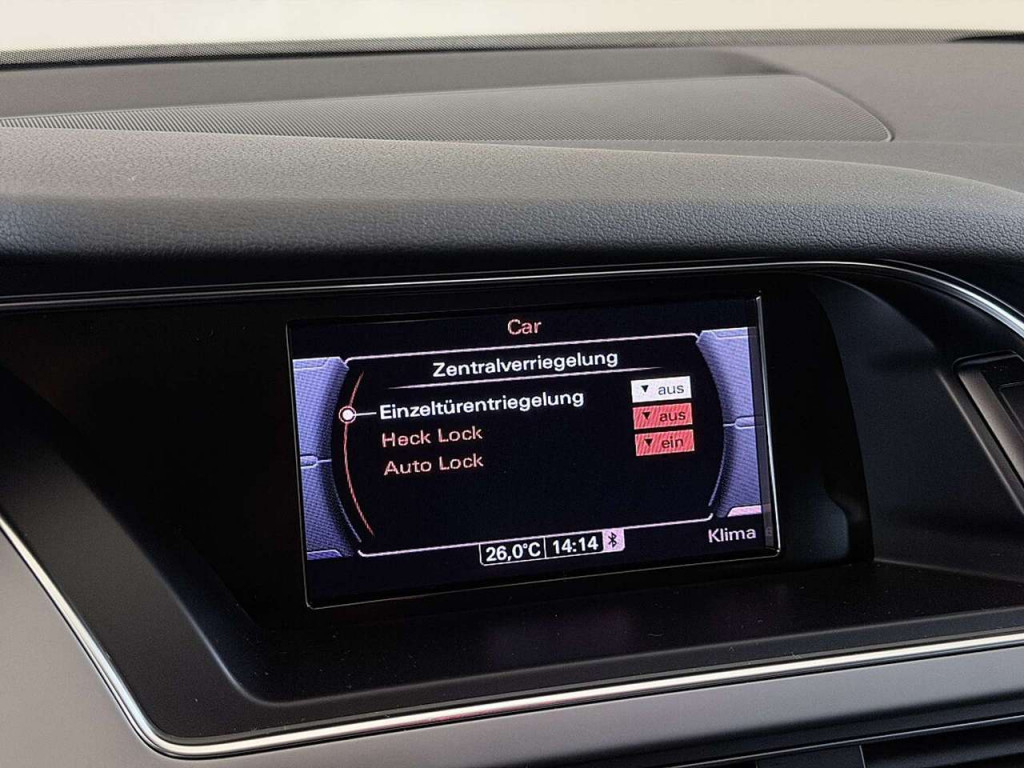 Car
Zentralverriegelung
Einzeltürentriegelung ▼ aus
Heck Lock ▼ aus
Auto Lock ▼ ein
26,0°C 14:14
Klima